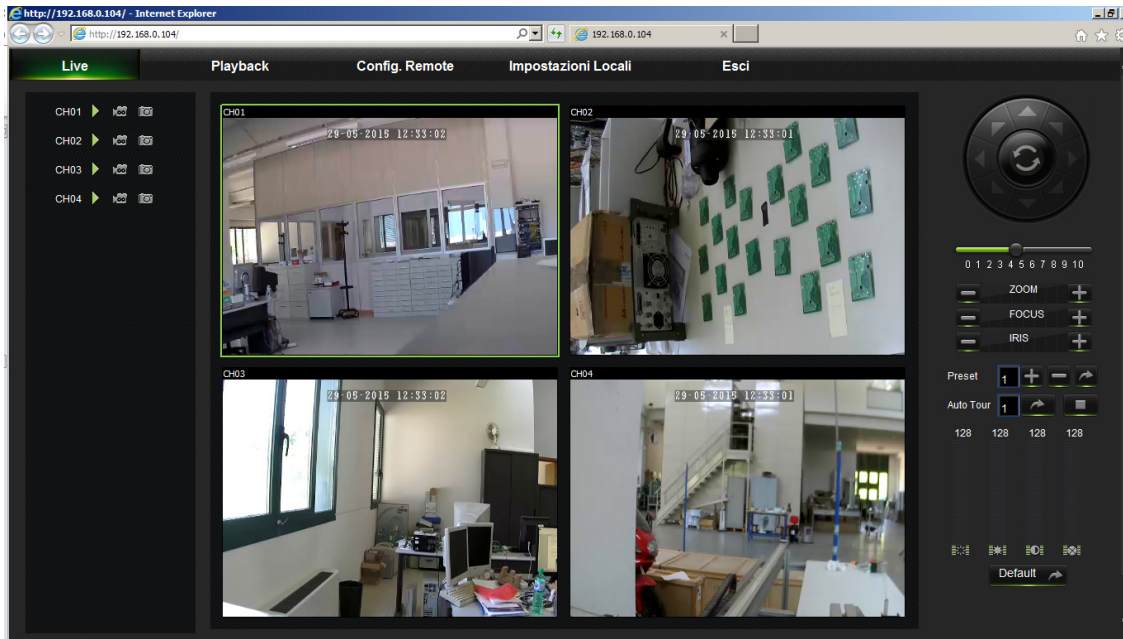 http://192.168.0.104/ - Internet Explorer
http://192.168.0.104/
192.168.0.104
Live Playback Config. Remote Impostazioni Locali Esci
CH01
CH02
CH03
CH04
CH01
29-05-2015 12:33:02
CH02
29-05-2015 12:33:01
CH03
29-05-2015 12:33:02
CH04
29-05-2015 12:33:01
0 1 2 3 4 5 6 7 8 9 10
ZOOM
FOCUS
IRIS
Preset 1
Auto Tour 1
128 128 128 128
Default